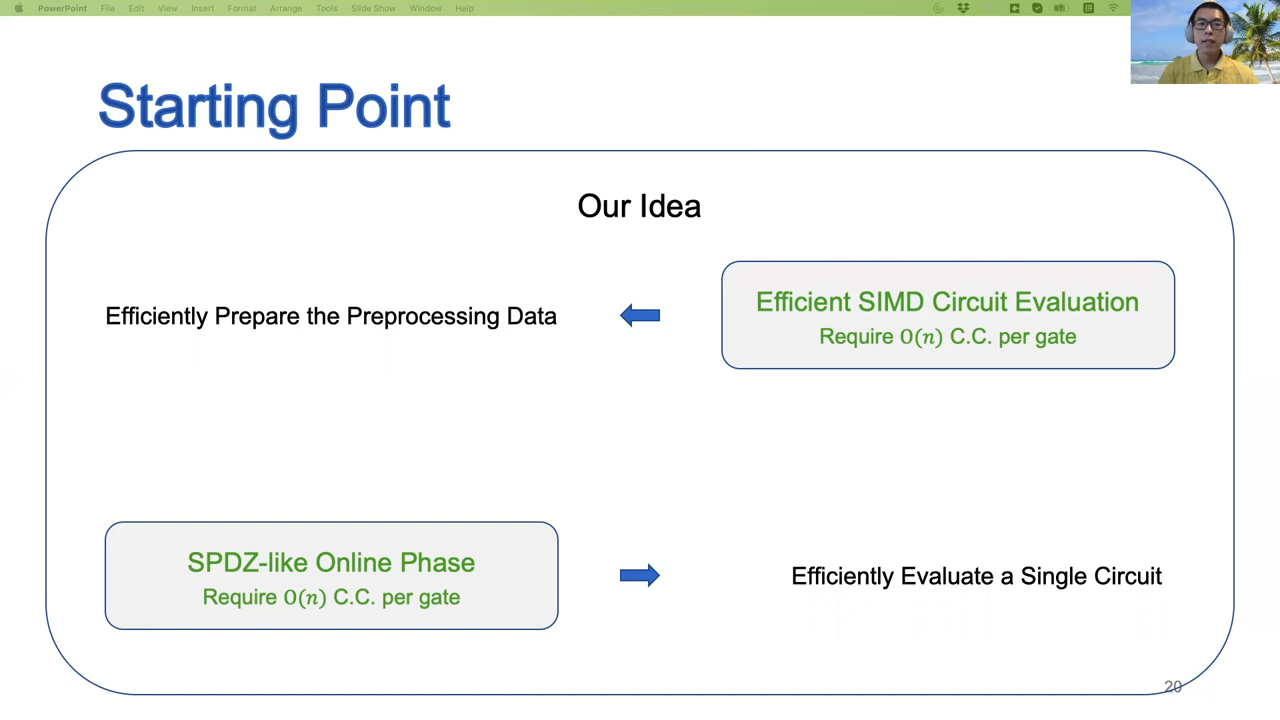 PowerPoint File Edit View Insert Format Arrange Tools Slide Show Window Help
Starting Point
Our Idea
Efficiently Prepare the Preprocessing Data
Efficient SIMD Circuit Evaluation
Require O(n) C.C. per gate
SPDZ-like Online Phase
Require O(n) C.C. per gate
Efficiently Evaluate a Single Circuit
20